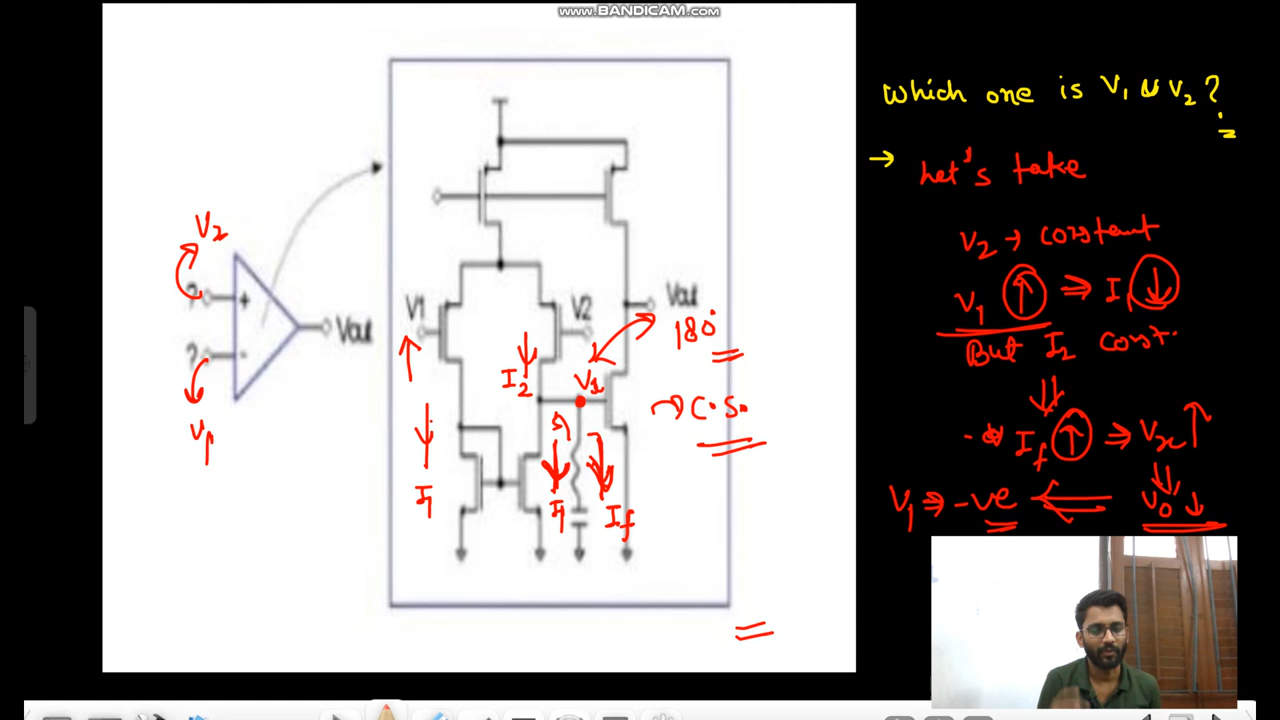 WWW.BANDICAM.COM
Which one is V1 & V2 ?
→ Let's take
V2 → constant
V1 ↑ ⇒ I1 ↓
But I2 const.
⇓
If ↑ ⇒ Vx ↑
⇓
V1 ⇒ -ve ⇐ V0 ↓
V2
? +
Vout
? -
V1
V1
V2
Vout
180°
I2
→ C.S.
I1
I1
If